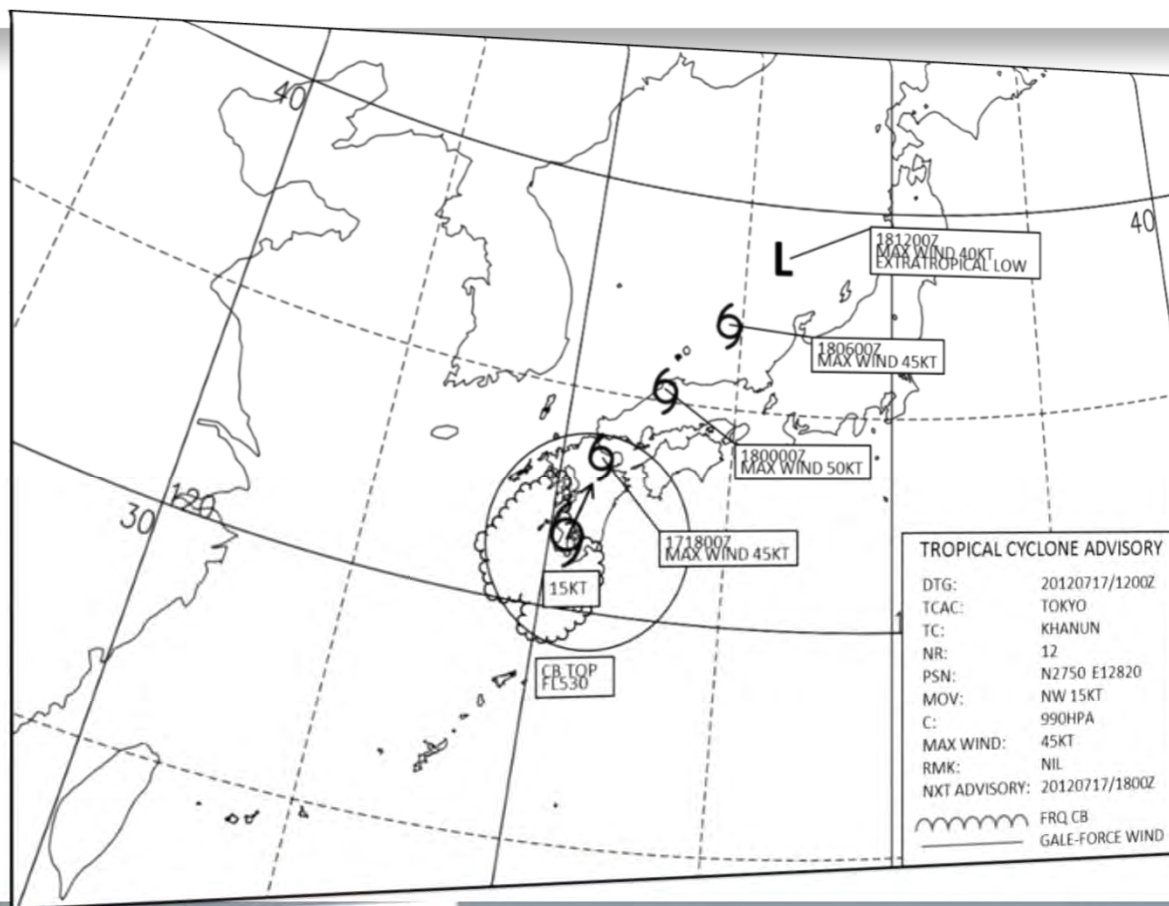 40
40
181200Z
MAX WIND 40KT
EXTRATROPICAL LOW
L
180600Z
MAX WIND 45KT
180000Z
MAX WIND 50KT
120
30
171800Z
MAX WIND 45KT
15KT
CB TOP
FL530
TROPICAL CYCLONE ADVISORY
DTG: 20120717/1200Z
TCAC: TOKYO
TC: KHANUN
NR: 12
PSN: N2750 E12820
MOV: NW 15KT
C: 990HPA
MAX WIND: 45KT
RMK: NIL
NXT ADVISORY: 20120717/1800Z
FRQ CB
GALE-FORCE WIND